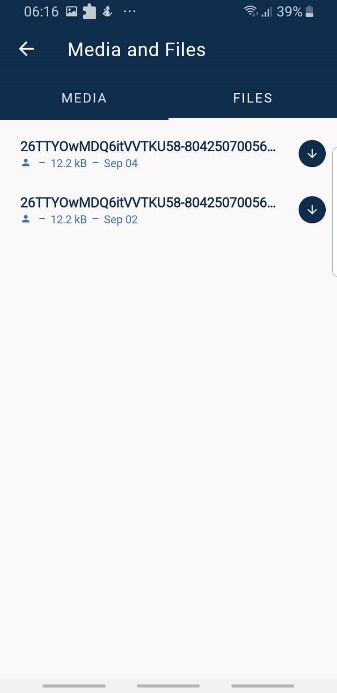 06:16 ... 39%
Media and Files
MEDIA FILES
26TTYOwMDQ6itVVTKU58-80425070056...
– 12.2 kB – Sep 04
26TTYOwMDQ6itVVTKU58-80425070056...
– 12.2 kB – Sep 02